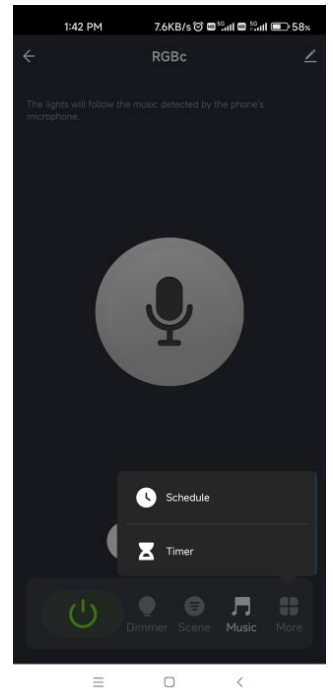 1:42 PM
7.6KB/s 58%
RGBc
The lights will follow the music detected by the phone's
microphone.
Schedule
Timer
Dimmer Scene Music More